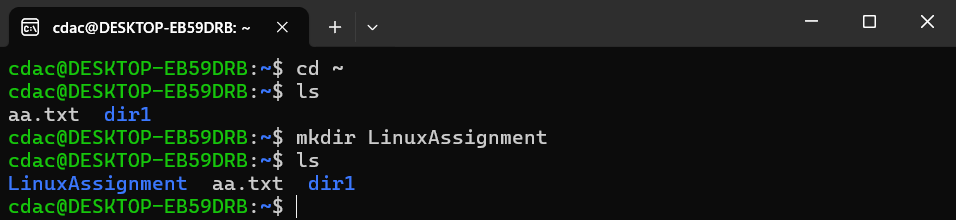 cdac@DESKTOP-EB59DRB: ~
cdac@DESKTOP-EB59DRB:~$ cd ~
cdac@DESKTOP-EB59DRB:~$ ls
aa.txt  dir1
cdac@DESKTOP-EB59DRB:~$ mkdir LinuxAssignment
cdac@DESKTOP-EB59DRB:~$ ls
LinuxAssignment  aa.txt  dir1
cdac@DESKTOP-EB59DRB:~$